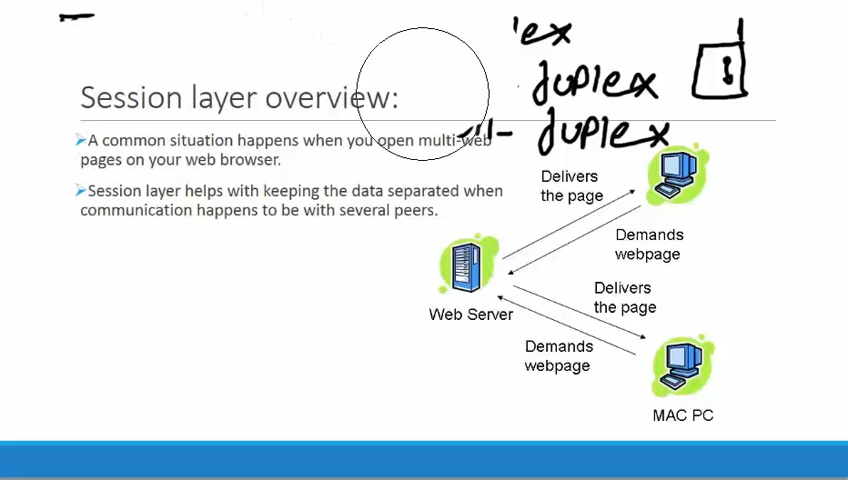 duplex
Session layer overview:
duplex
A common situation happens when you open multi-web
pages on your web browser.
Session layer helps with keeping the data separated when
communication happens to be with several peers.
Delivers
the page
Demands
webpage
Web Server
Delivers
the page
Demands
webpage
MAC PC